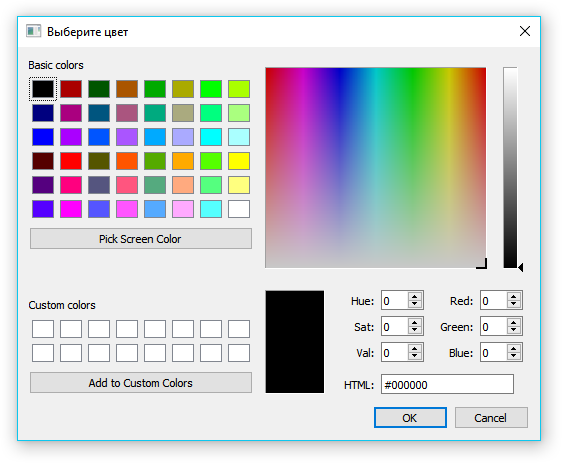 Выберите цвет
Basic colors
Pick Screen Color
Custom colors
Add to Custom Colors
Hue: 0 Red: 0
Sat: 0 Green: 0
Val: 0 Blue: 0
HTML: #000000
OK Cancel